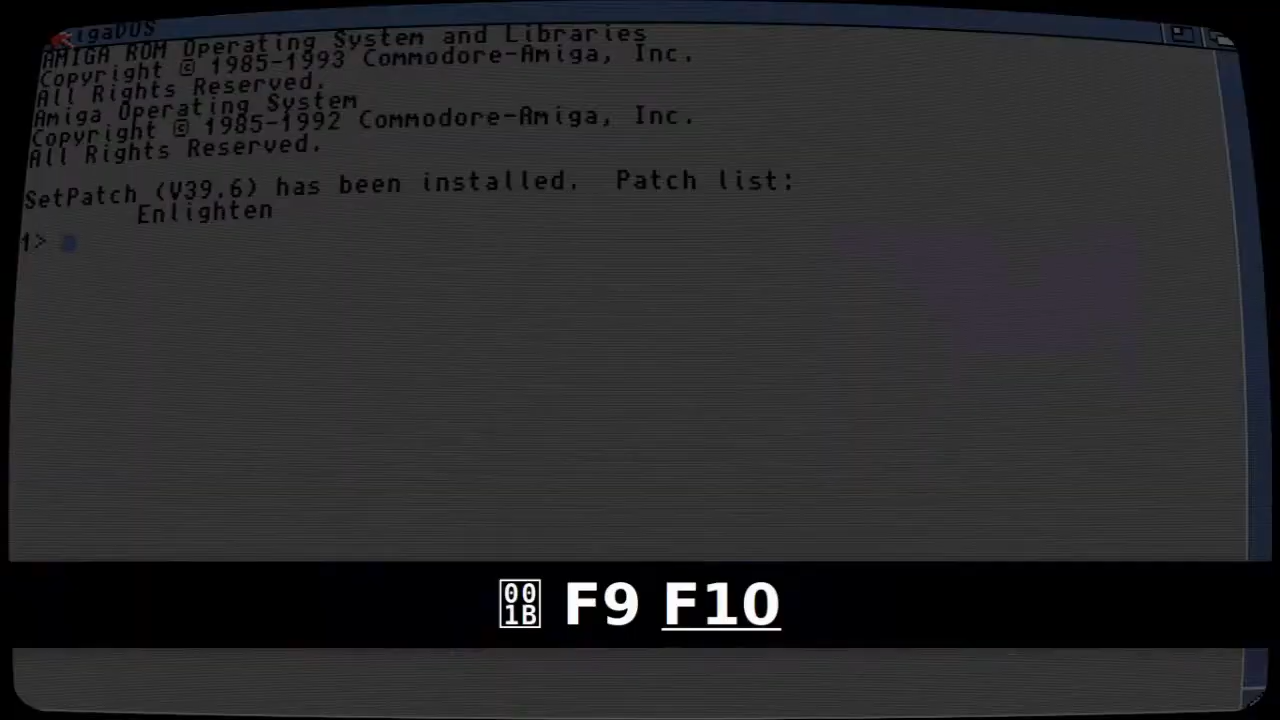 igaDOS
AMIGA ROM Operating System and Libraries
Copyright © 1985-1993 Commodore-Amiga, Inc.
All Rights Reserved.
Amiga Operating System
Copyright © 1985-1992 Commodore-Amiga, Inc.
All Rights Reserved.
SetPatch (V39.6) has been installed.  Patch list:
Enlighten
1>
001B F9 F10